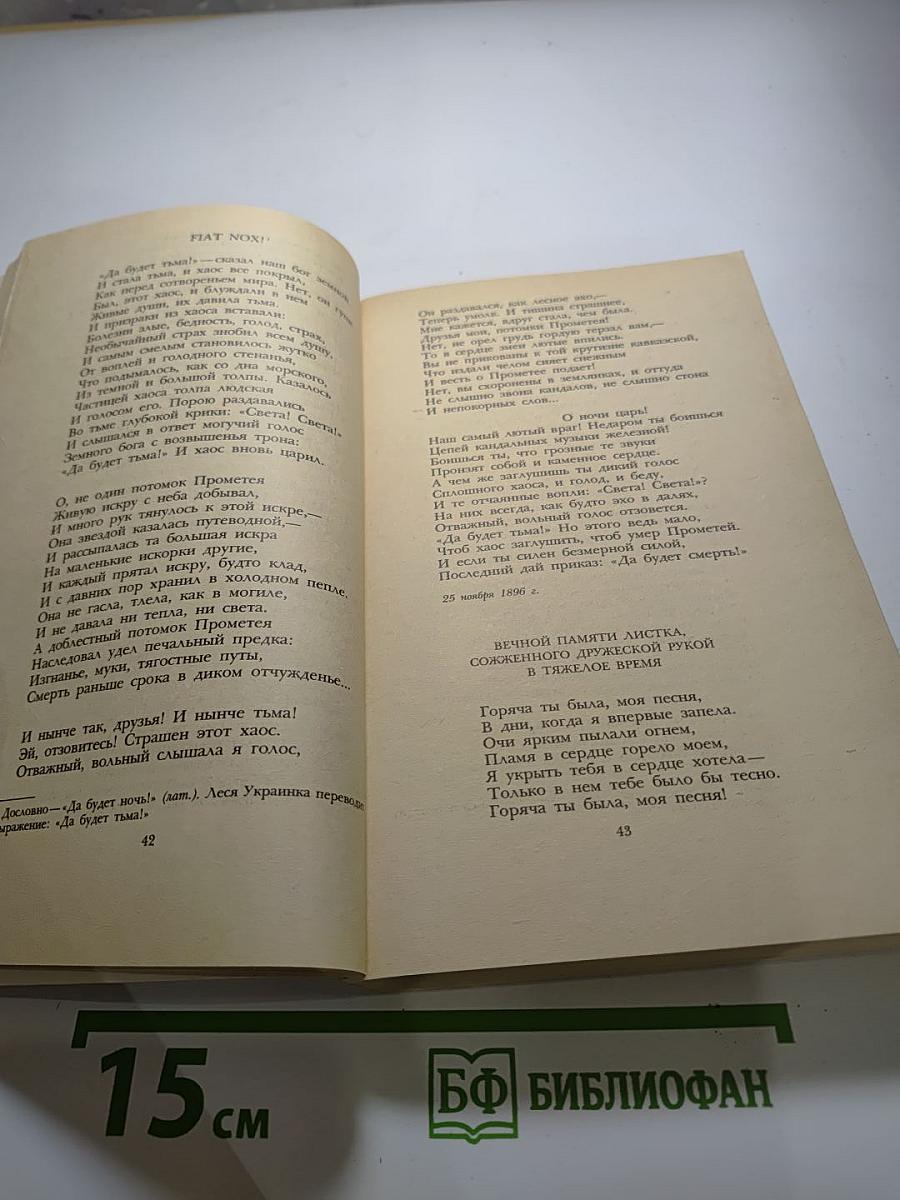 FIAT NOX!¹
«Да будет тьма!» — сказал наш бог земной
И стала тьма, и хаос все покрыл,
Как перед сотвореньем мира. Нет, он гуще
Был, этот хаос, и блуждали в нем
Живые души, их давила тьма.
И призраки из хаоса вставали:
Болезни злые, бедность, голод, страх,
Необычайный страх знобил всем душу,
И самым смелым становилось жутко
От воплей и голодного стенанья,
Что подымалось, как со дна морского,
Из темной и большой толпы. Казалось,
Частицей хаоса толпа людская
И голосом его. Порою раздавались
Во тьме глубокой крики: «Света! Света!»
И слышался в ответ могучий голос
Земного бога с возвышенья трона:
«Да будет тьма!» И хаос вновь царил.
О, не один потомок Прометея
Живую искру с неба добывал,
И много рук тянулось к этой искре,—
Она звездой казалась путеводной,—
И рассыпалась та большая искра
На маленькие искорки другие,
И каждый прятал искру, будто клад,
И с давних пор хранил в холодном пепле.
Она не гасла, тлела, как в могиле,
И не давала ни тепла, ни света.
А доблестный потомок Прометея
Наследовал удел печальный предка:
Изгнанье, муки, тягостные путы,
Смерть раньше срока в диком отчужденье...
И нынче так, друзья! И нынче тьма!
Эй, отзовитесь! Страшен этот хаос.
Отважный, вольный слышала я голос,
Дословно — «Да будет ночь!» (лат.). Леся Украинка переводит
выражение: «Да будет тьма!»
42
Он раздавался, как лесное эхо,—
Теперь умолк. И тишина страшнее,
Мне кажется, вдруг стала, чем была.
Друзья мои, потомки Прометея!
Нет, не орел грудь гордую терзал вам,—
То в сердце змеи лютые впились.
Вы не прикованы к той крутизне кавказской,
Что издали челом сияет снежным
И весть о Прометее подает!
Нет, вы схоронены в землянках, и оттуда
Не слышно звона кандалов, не слышно стона
И непокорных слов...
О ночи царь!
Наш самый лютый враг! Недаром ты боишься
Цепей кандальных музыки железной!
Боишься ты, что грозные те звуки
Пронзят собой и каменное сердце.
А чем же заглушишь ты дикий голос
Сплошного хаоса, и голод, и беду,
И те отчаянные вопли: «Света! Света!»?
На них всегда, как будто эхо в далях,
Отважный, вольный голос отзовется.
«Да будет тьма!» Но этого ведь мало,
Чтоб хаос заглушить, чтоб умер Прометей.
И если ты силен безмерной силой,
Последний дай приказ: «Да будет смерть!»
25 ноября 1896 г.
ВЕЧНОЙ ПАМЯТИ ЛИСТКА,
СОЖЖЕННОГО ДРУЖЕСКОЙ РУКОЙ
В ТЯЖЕЛОЕ ВРЕМЯ
Горяча ты была, моя песня,
В дни, когда я впервые запела.
Очи ярким пылали огнем,
Пламя в сердце горело моем,
Я укрыть тебя в сердце хотела—
Только в нем тебе было бы тесно.
Горяча ты была, моя песня!
43
15 см
БФ БИБЛИОФАН